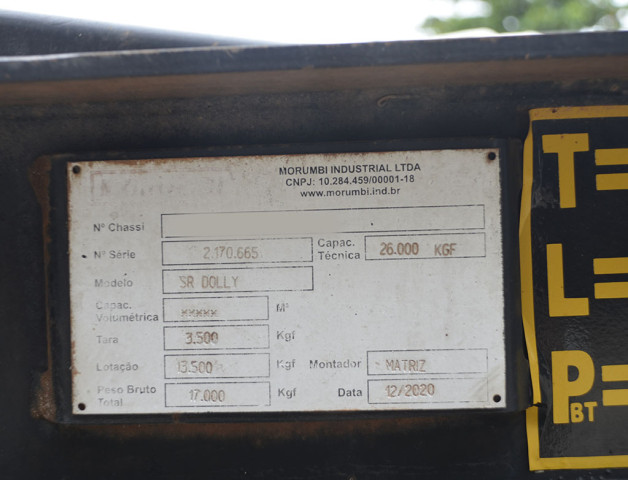 MORUMBI INDUSTRIAL LTDA
CNPJ: 10.284.459/00001-18
www.morumbi.ind.br
Nº Chassi
Nº Série 2.170.665 Capac. Técnica 26.000 KGF
Modelo SR DOLLY
Capac. Volumétrica xxxxx M³
Tara 3.500 Kgf
Lotação 13.500 Kgf Montador MATRIZ
Peso Bruto Total 17.000 Kgf Data 12/2020
T=
L=
PBT=